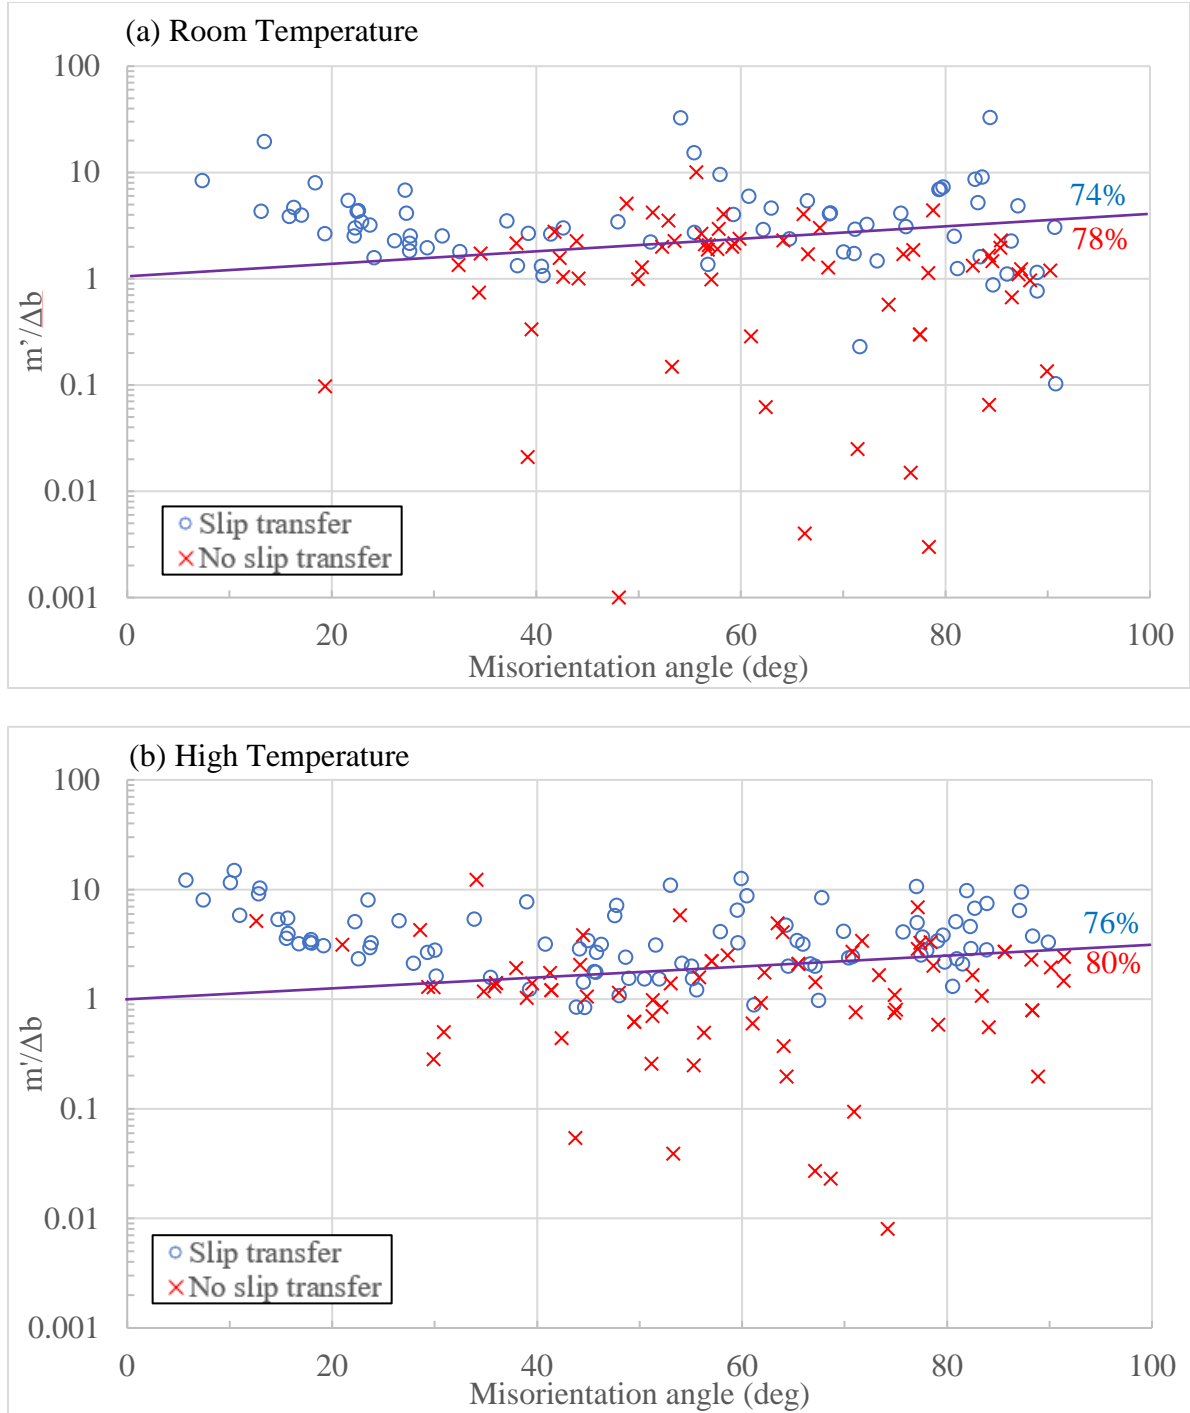 (a) Room Temperature
100
10
1
0.1
0.01
0.001
m’/Δb
74%
78%
Slip transfer
No slip transfer
0 20 40 60 80 100
Misorientation angle (deg)
(b) High Temperature
100
10
1
0.1
0.01
0.001
m'/Δb
76%
80%
Slip transfer
No slip transfer
0 20 40 60 80 100
Misorientation angle (deg)